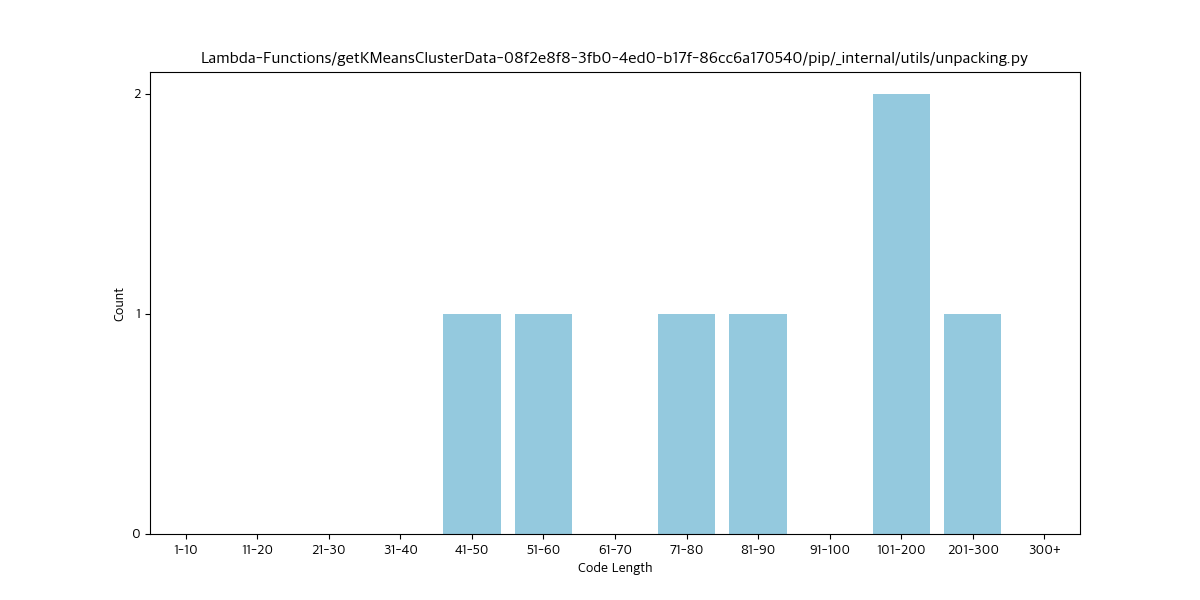 Lambda-Functions/getKMeansClusterData-08f2e8f8-3fb0-4ed0-b17f-86cc6a170540/pip/_internal/utils/unpacking.py
2
1
0
Count
1-10 11-20 21-30 31-40 41-50 51-60 61-70 71-80 81-90 91-100 101-200 201-300 300+
Code Length